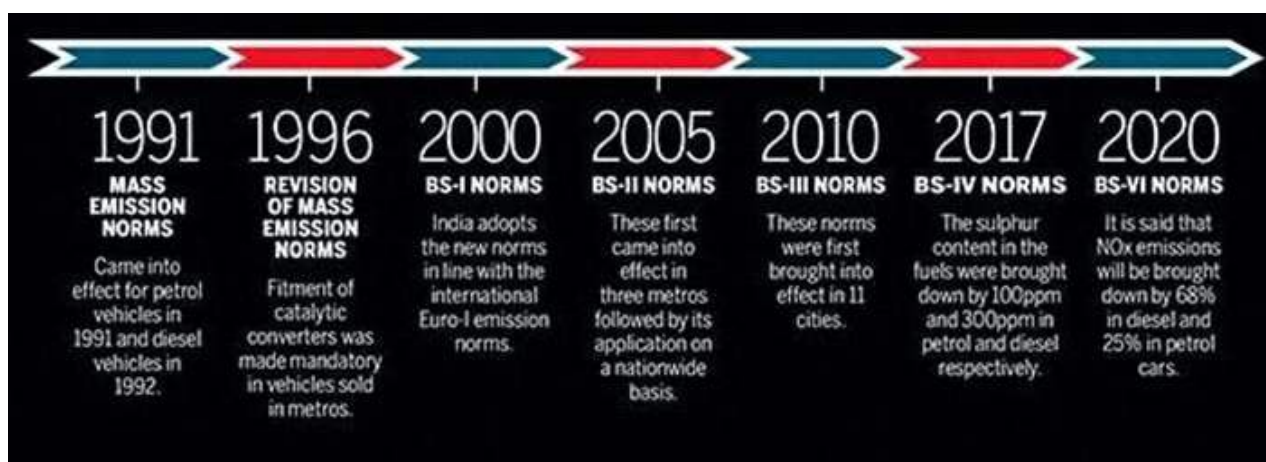 1991
MASS
EMISSION
NORMS
Came into
effect for petrol
vehicles in
1991 and diesel
vehicles in
1992.
1996
REVISION
OF MASS
EMISSION
NORMS
Fitment of
catalytic
converters was
made mandatory
in vehicles sold
in metros.
2000
BS-I NORMS
India adopts
the new norms
in line with the
international
Euro-I emission
norms.
2005
BS-II NORMS
These first
came into
effect in
three metros
followed by its
application on
a nationwide
basis.
2010
BS-III NORMS
These norms
were first
brought into
effect in 11
cities.
2017
BS-IV NORMS
The sulphur
content in the
fuels were brought
down by 100ppm
and 300ppm in
petrol and diesel
respectively.
2020
BS-VI NORMS
It is said that
NOx emissions
will be brought
down by 68%
in diesel and
25% in petrol
cars.